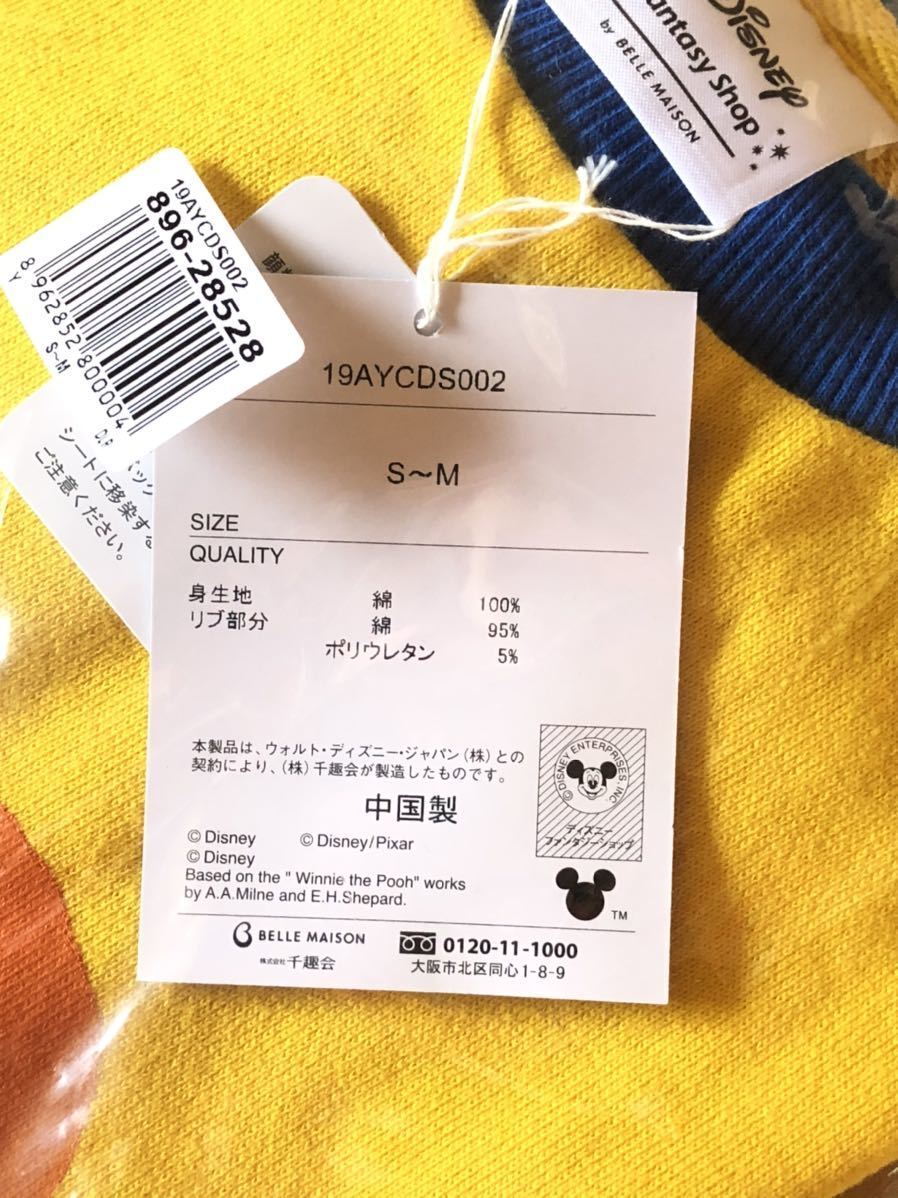 DISNEY
Fantasy Shop
by BELLE MAISON
19AYCDS002
896-28528
8962852800004
Y
S～M
シートに移染する
ご注意ください。
19AYCDS002
S～M
SIZE
QUALITY
身生地 綿 100%
リブ部分 綿 95%
ポリウレタン 5%
本製品は、ウォルト・ディズニー・ジャパン(株)との
契約により、(株)千趣会が製造したものです。
中国製
© Disney © Disney/Pixar
© Disney
Based on the " Winnie the Pooh" works
by A.A.Milne and E.H.Shepard.
© DISNEY ENTERPRISES, INC.
ディズニー
ファンタジーショップ
TM
BELLE MAISON
株式会社千趣会
0120-11-1000
大阪市北区同心1-8-9